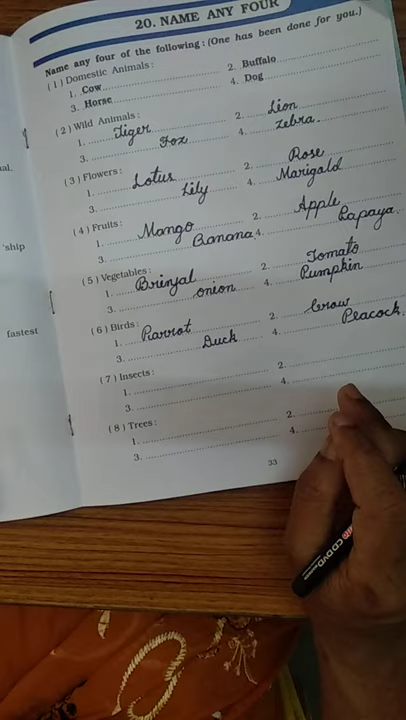 20. NAME ANY FOUR
Name any four of the following : (One has been done for you.)
( 1 ) Domestic Animals :
1. Cow 2. Buffalo
3. Horse 4. Dog
( 2 ) Wild Animals :
1. Tiger 2. Lion
3. Fox 4. zebra.
( 3 ) Flowers :
1. Lotus 2. Rose
3. Lily 4. Marigald
( 4 ) Fruits :
1. Mango 2. Apple
3. Banana. Papaya.
( 5 ) Vegetables :
1. Brinjal 2. Tomato
3. onion 4. Pumpkin
( 6 ) Birds :
1. Parrot 2. Crow
3. Duck 4. Peacock.
( 7 ) Insects :
1. 2.
3. 4.
( 8 ) Trees :
1. 2.
3. 4.
33
'ship
fastest
CD DVD